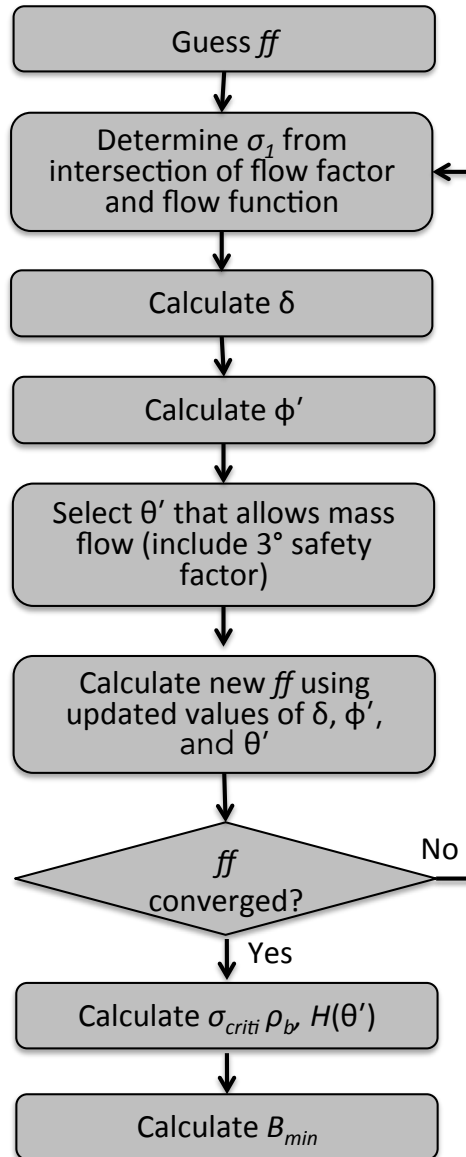 Guess ff
Determine σ1 from
intersection of flow factor
and flow function
Calculate δ
Calculate ϕ′
Select θ′ that allows mass
flow (include 3° safety
factor)
Calculate new ff using
updated values of δ, ϕ′,
and θ′
ff
converged?
No
Yes
Calculate σcriti ρb, H(θ′)
Calculate Bmin